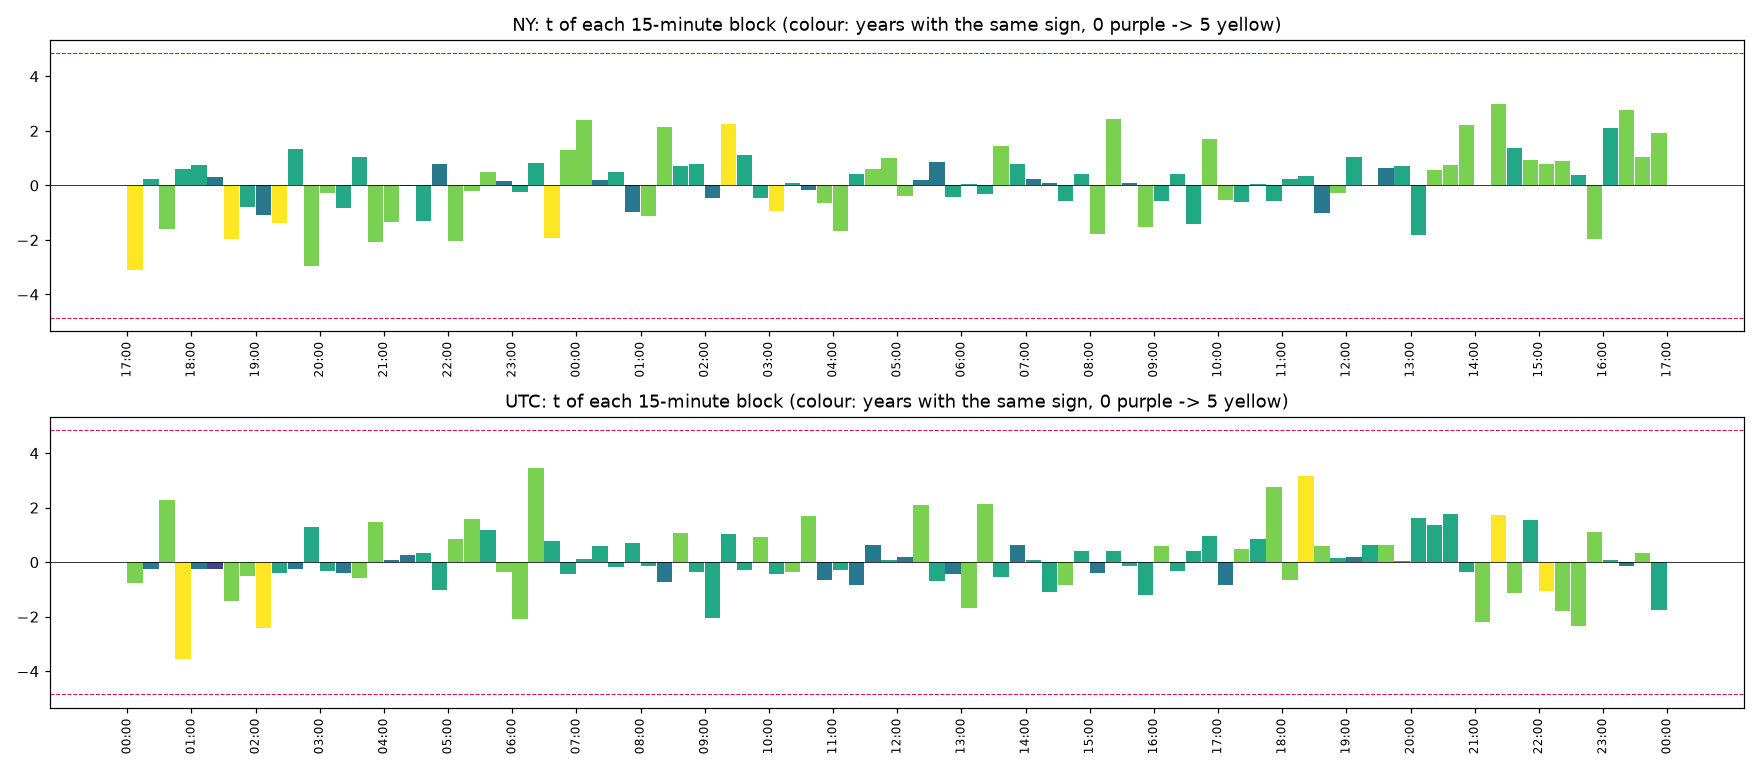 NY: t of each 15-minute block (colour: years with the same sign, 0 purple -> 5 yellow)
4
2
0
−2
−4
17:00 18:00 19:00 20:00 21:00 22:00 23:00 00:00 01:00 02:00 03:00 04:00 05:00 06:00 07:00 08:00 09:00 10:00 11:00 12:00 13:00 14:00 15:00 16:00 17:00
UTC: t of each 15-minute block (colour: years with the same sign, 0 purple -> 5 yellow)
4
2
0
−2
−4
00:00 01:00 02:00 03:00 04:00 05:00 06:00 07:00 08:00 09:00 10:00 11:00 12:00 13:00 14:00 15:00 16:00 17:00 18:00 19:00 20:00 21:00 22:00 23:00 00:00